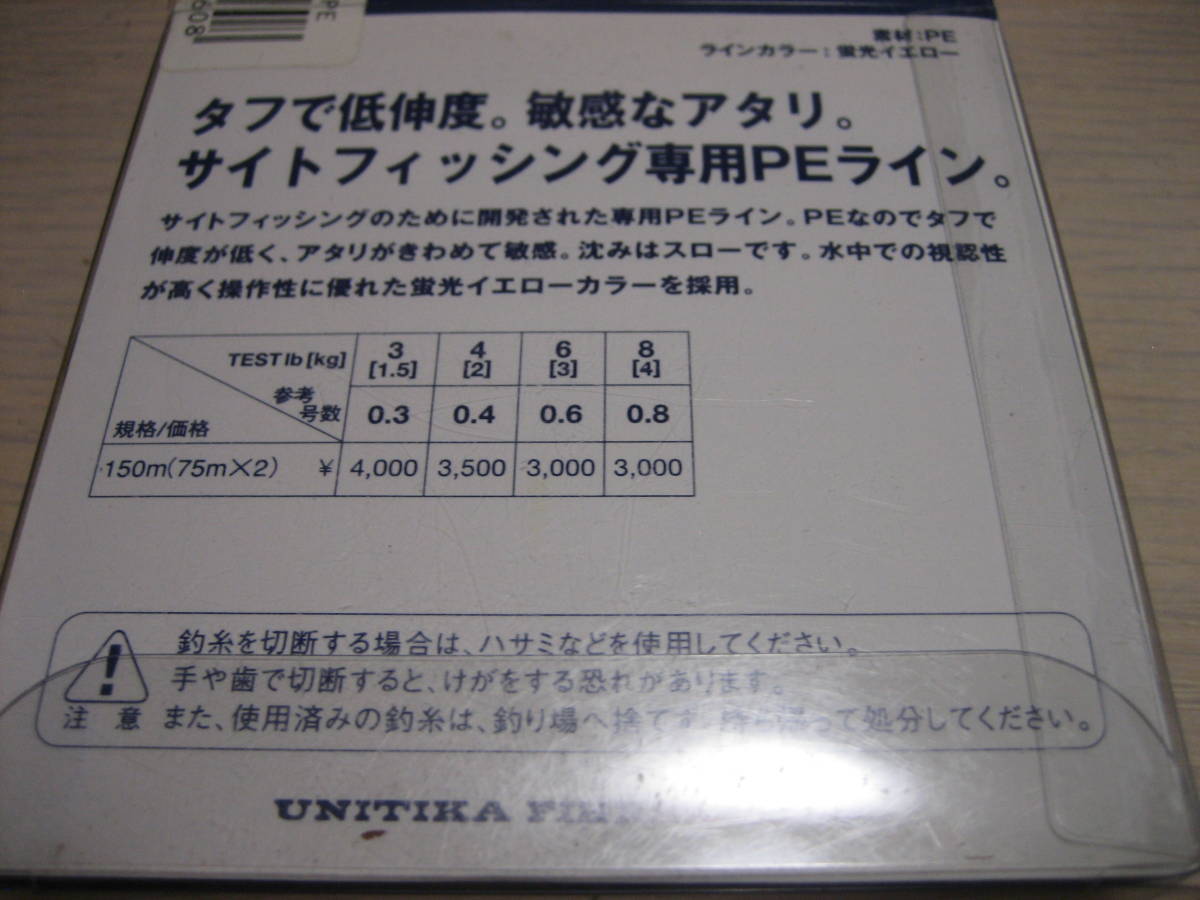 608
PE
素材:PE
ラインカラー:蛍光イエロー
タフで低伸度。敏感なアタリ。
サイトフィッシング専用PEライン。
サイトフィッシングのために開発された専用PEライン。PEなのでタフで
伸度が低く、アタリがきわめて敏感。沈みはスローです。水中での視認性
が高く操作性に優れた蛍光イエローカラーを採用。
TEST lb [kg] 3 4 6 8
[1.5] [2] [3] [4]
参考
号数 0.3 0.4 0.6 0.8
規格/価格
150m(75m×2) ¥ 4,000 3,500 3,000 3,000
釣糸を切断する場合は、ハサミなどを使用してください。
手や歯で切断すると、けがをする恐れがあります。
注意 また、使用済みの釣糸は、釣り場へ捨てず、持ち帰って処分してください。
UNITIKA